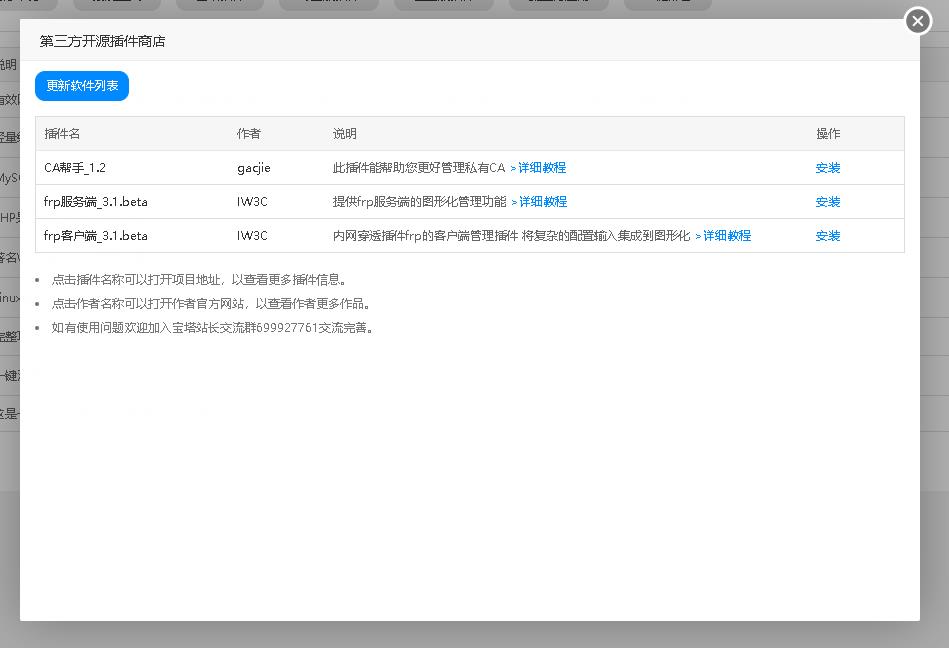 第三方开源插件商店
更新软件列表
插件名 作者 说明 操作
CA帮手_1.2 gacjie 此插件能帮助您更好管理私有CA >详细教程 安装
frp服务端_3.1.beta IW3C 提供frp服务端的图形化管理功能 >详细教程 安装
frp客户端_3.1.beta IW3C 内网穿透插件frp的客户端管理插件 将复杂的配置输入集成到图形化 >详细教程 安装
• 点击插件名称可以打开项目地址，以查看更多插件信息。
• 点击作者名称可以打开作者官方网站，以查看作者更多作品。
• 如有使用问题欢迎加入宝塔站长交流群699927761交流完善。